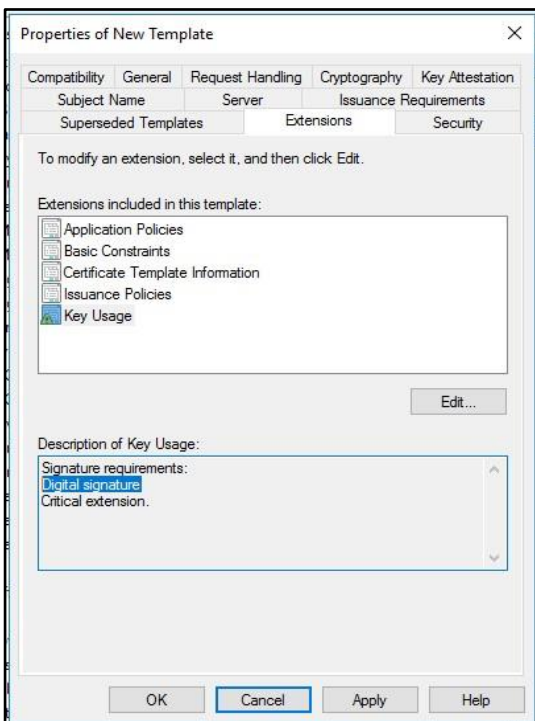 Properties of New Template
Compatibility General Request Handling Cryptography Key Attestation
Subject Name Server Issuance Requirements
Superseded Templates Extensions Security
To modify an extension, select it, and then click Edit.
Extensions included in this template:
Application Policies
Basic Constraints
Certificate Template Information
Issuance Policies
Key Usage
Edit...
Description of Key Usage:
Signature requirements:
Digital signature
Critical extension.
OK Cancel Apply Help